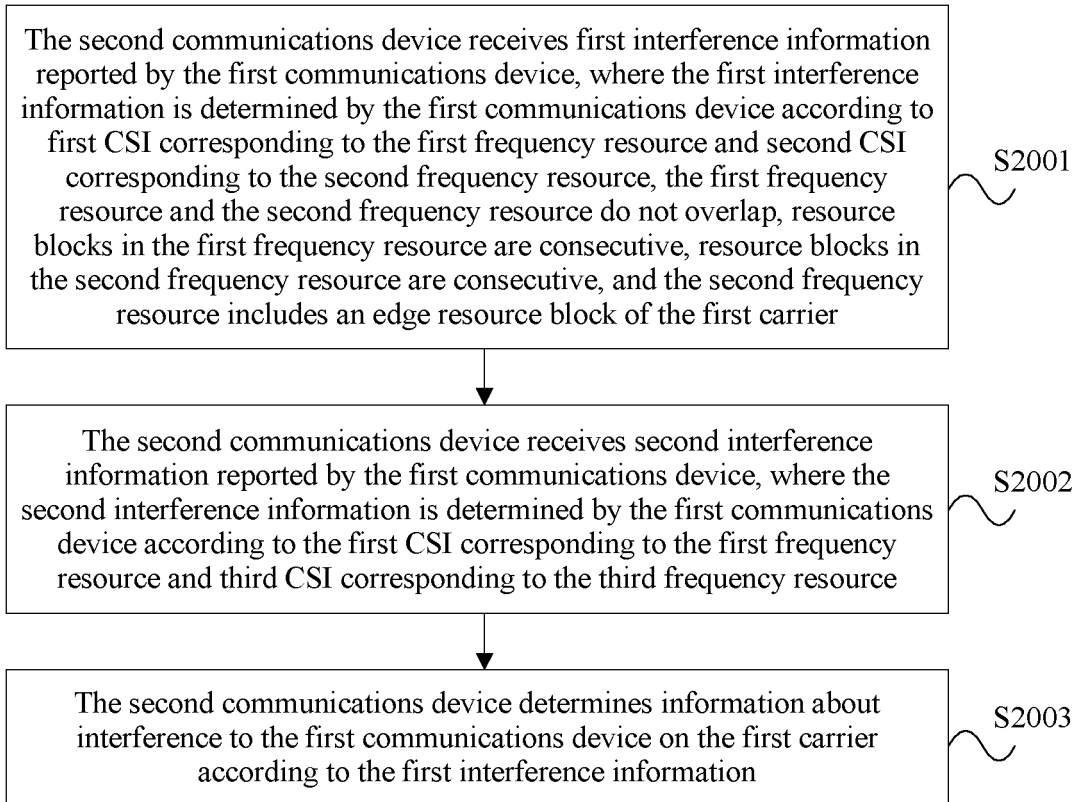 The second communications device receives first interference information
reported by the first communications device, where the first interference
information is determined by the first communications device according to
first CSI corresponding to the first frequency resource and second CSI
corresponding to the second frequency resource, the first frequency
resource and the second frequency resource do not overlap, resource
blocks in the first frequency resource are consecutive, resource blocks in
the second frequency resource are consecutive, and the second frequency
resource includes an edge resource block of the first carrier
S2001
The second communications device receives second interference
information reported by the first communications device, where the
second interference information is determined by the first communications
device according to the first CSI corresponding to the first frequency
resource and third CSI corresponding to the third frequency resource
S2002
The second communications device determines information about
interference to the first communications device on the first carrier
according to the first interference information
S2003